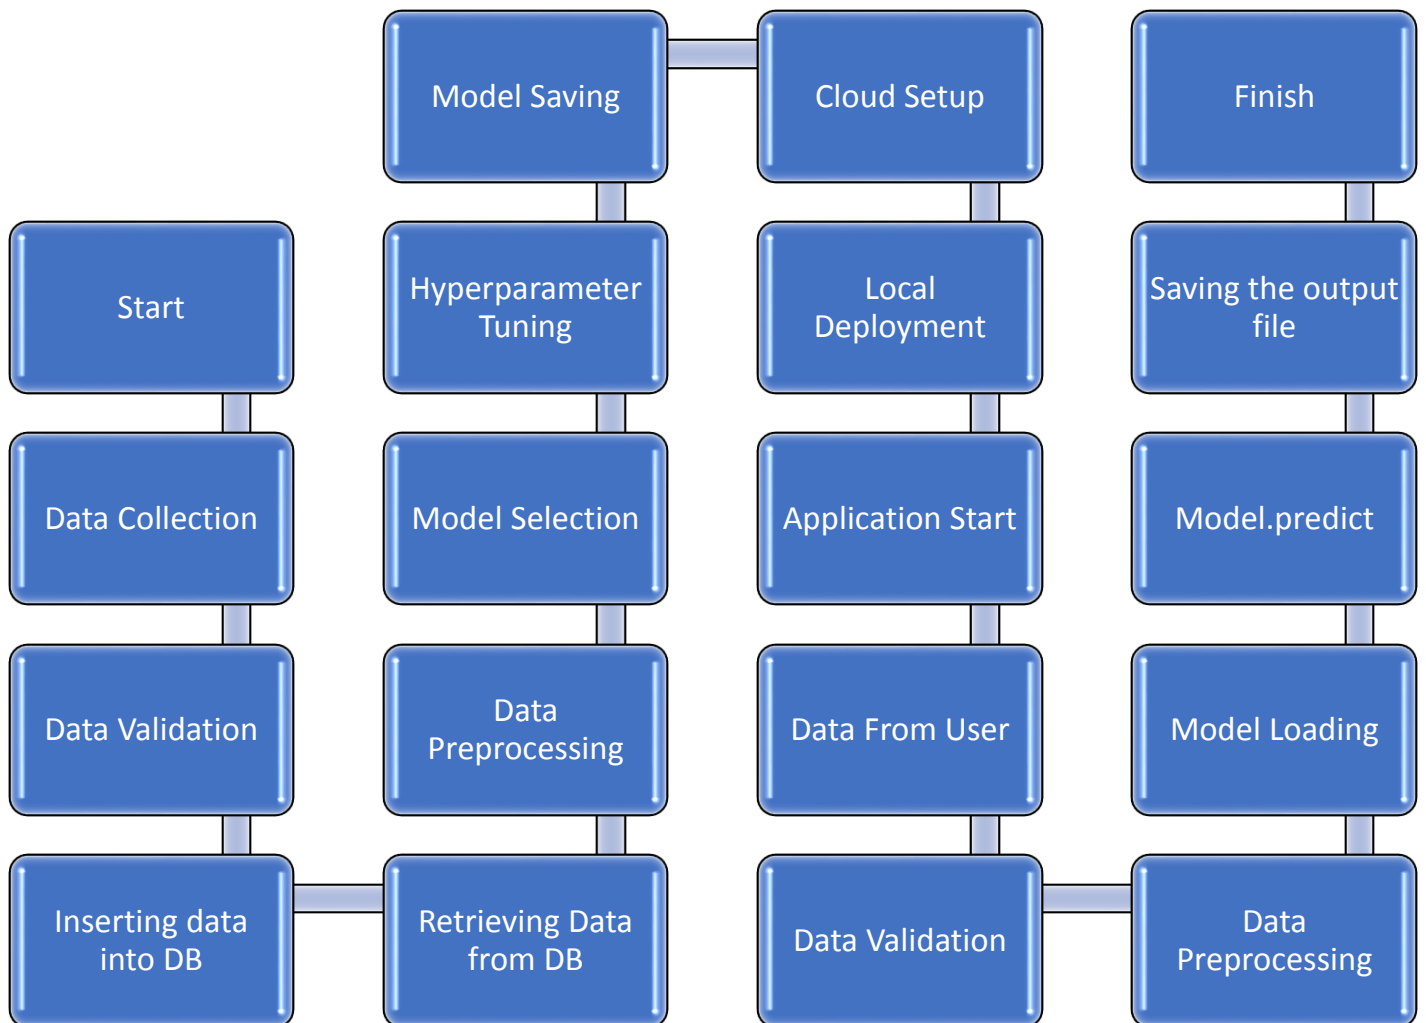 Start
Data Collection
Data Validation
Inserting data
into DB
Retrieving Data
from DB
Data
Preprocessing
Model Selection
Hyperparameter
Tuning
Model Saving
Cloud Setup
Local
Deployment
Application Start
Data From User
Data Validation
Data
Preprocessing
Model Loading
Model.predict
Saving the output
file
Finish